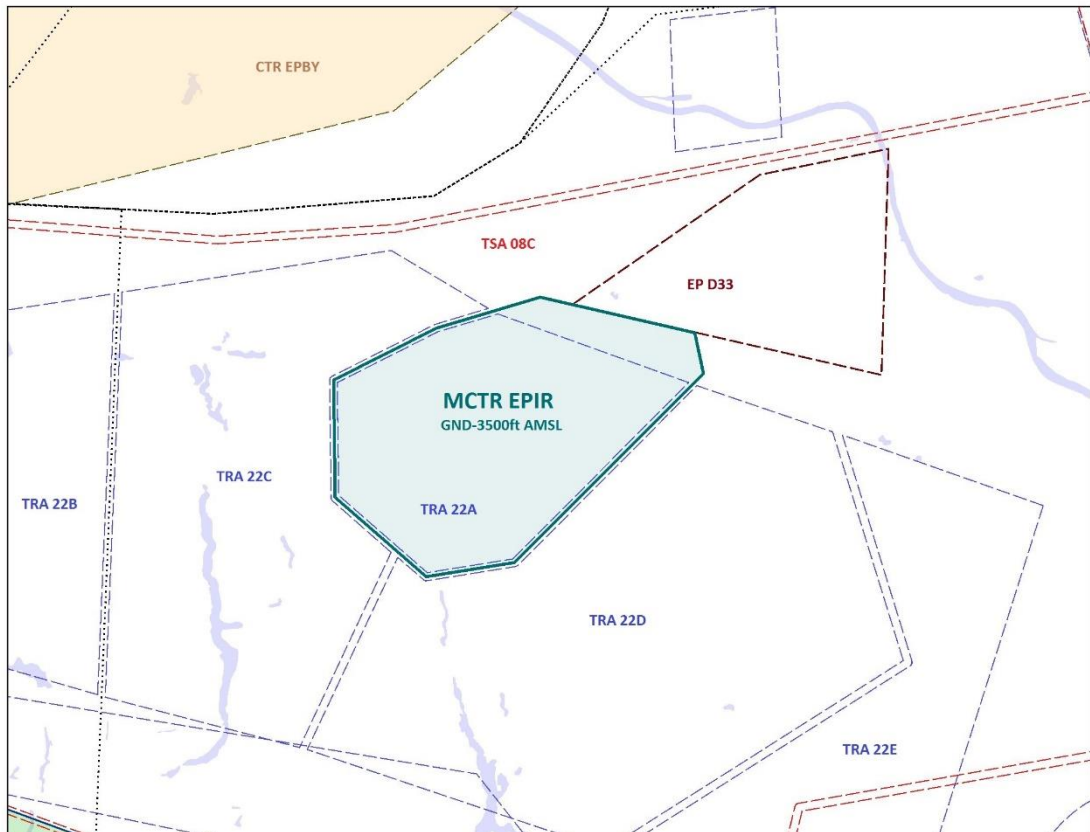 CTR EPBY
TSA 08C
EP D33
MCTR EPIR
GND-3500ft AMSL
TRA 22C
TRA 22B
TRA 22A
TRA 22D
TRA 22E